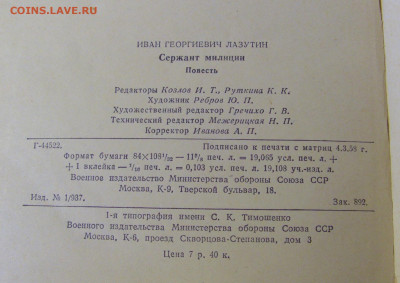 COINS.LAVE.RU
ИВАН ГЕОРГИЕВИЧ ЛАЗУТИН
Сержант милиции
Повесть
Редакторы Козлов И. Т., Руткина К. К.
Художник Ребров Ю. П.
Художественный редактор Гречихо Г. В.
Технический редактор Межерицкая Н. П.
Корректор Иванова А. П.
Г-44522. Подписано к печати с матриц 4.3.58 г.
Формат бумаги 84×108¹/₃₂ — 11⁵/₈ печ. л. = 19,065 усл. печ. л. +
+ 1 вклейка — ¹/₁₆ печ. л. = 0,103 усл. печ. л. 19,108 уч.-изд. л.
Военное издательство Министерства обороны Союза ССР
Москва, К-9, Тверской бульвар, 18.
Изд. № 1/937. Зак. 892.
1-я типография имени С. К. Тимошенко
Военного издательства Министерства обороны Союза ССР
Москва, К-6, проезд Скворцова-Степанова, дом 3
Цена 7 р. 40 к.